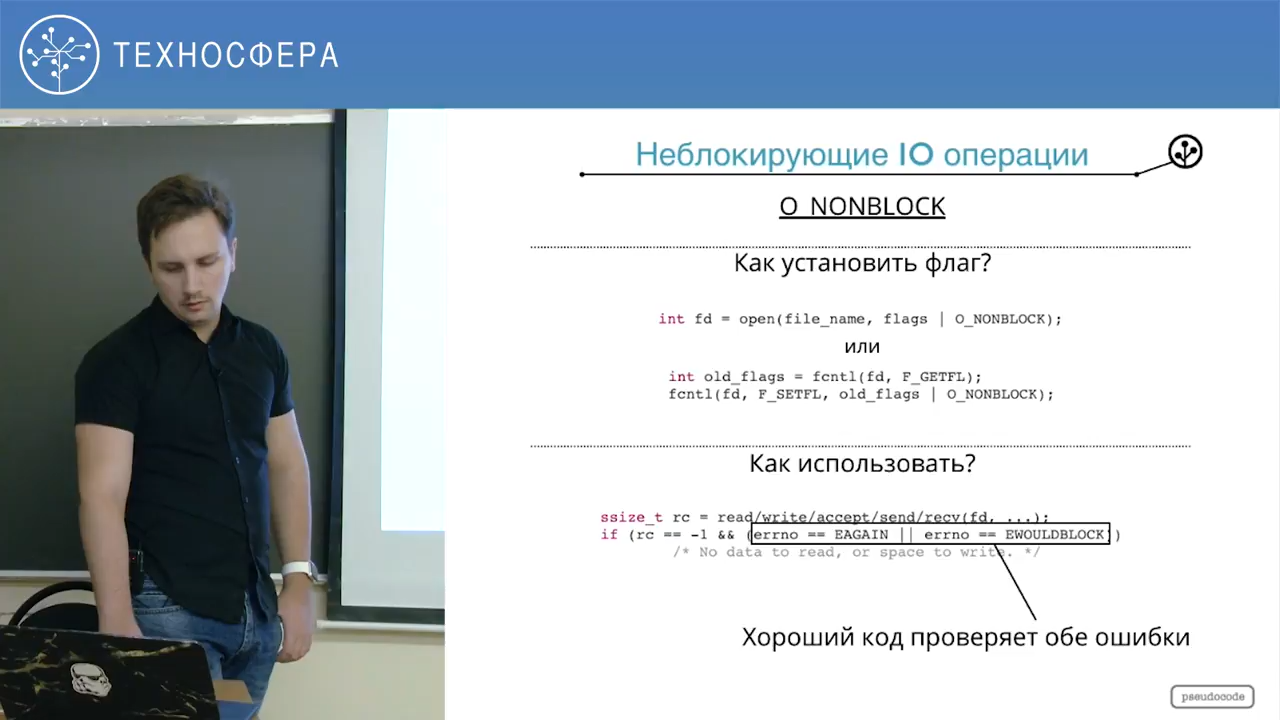 ТЕХНОСФЕРА
Неблокирующие IO операции
O_NONBLOCK
Как установить флаг?
int fd = open(file_name, flags | O_NONBLOCK);
или
int old_flags = fcntl(fd, F_GETFL);
fcntl(fd, F_SETFL, old_flags | O_NONBLOCK);
Как использовать?
ssize_t rc = read/write/accept/send/recv(fd, ...);
if (rc == -1 && (errno == EAGAIN || errno == EWOULDBLOCK))
/* No data to read, or space to write. */
Хороший код проверяет обе ошибки
pseudocode